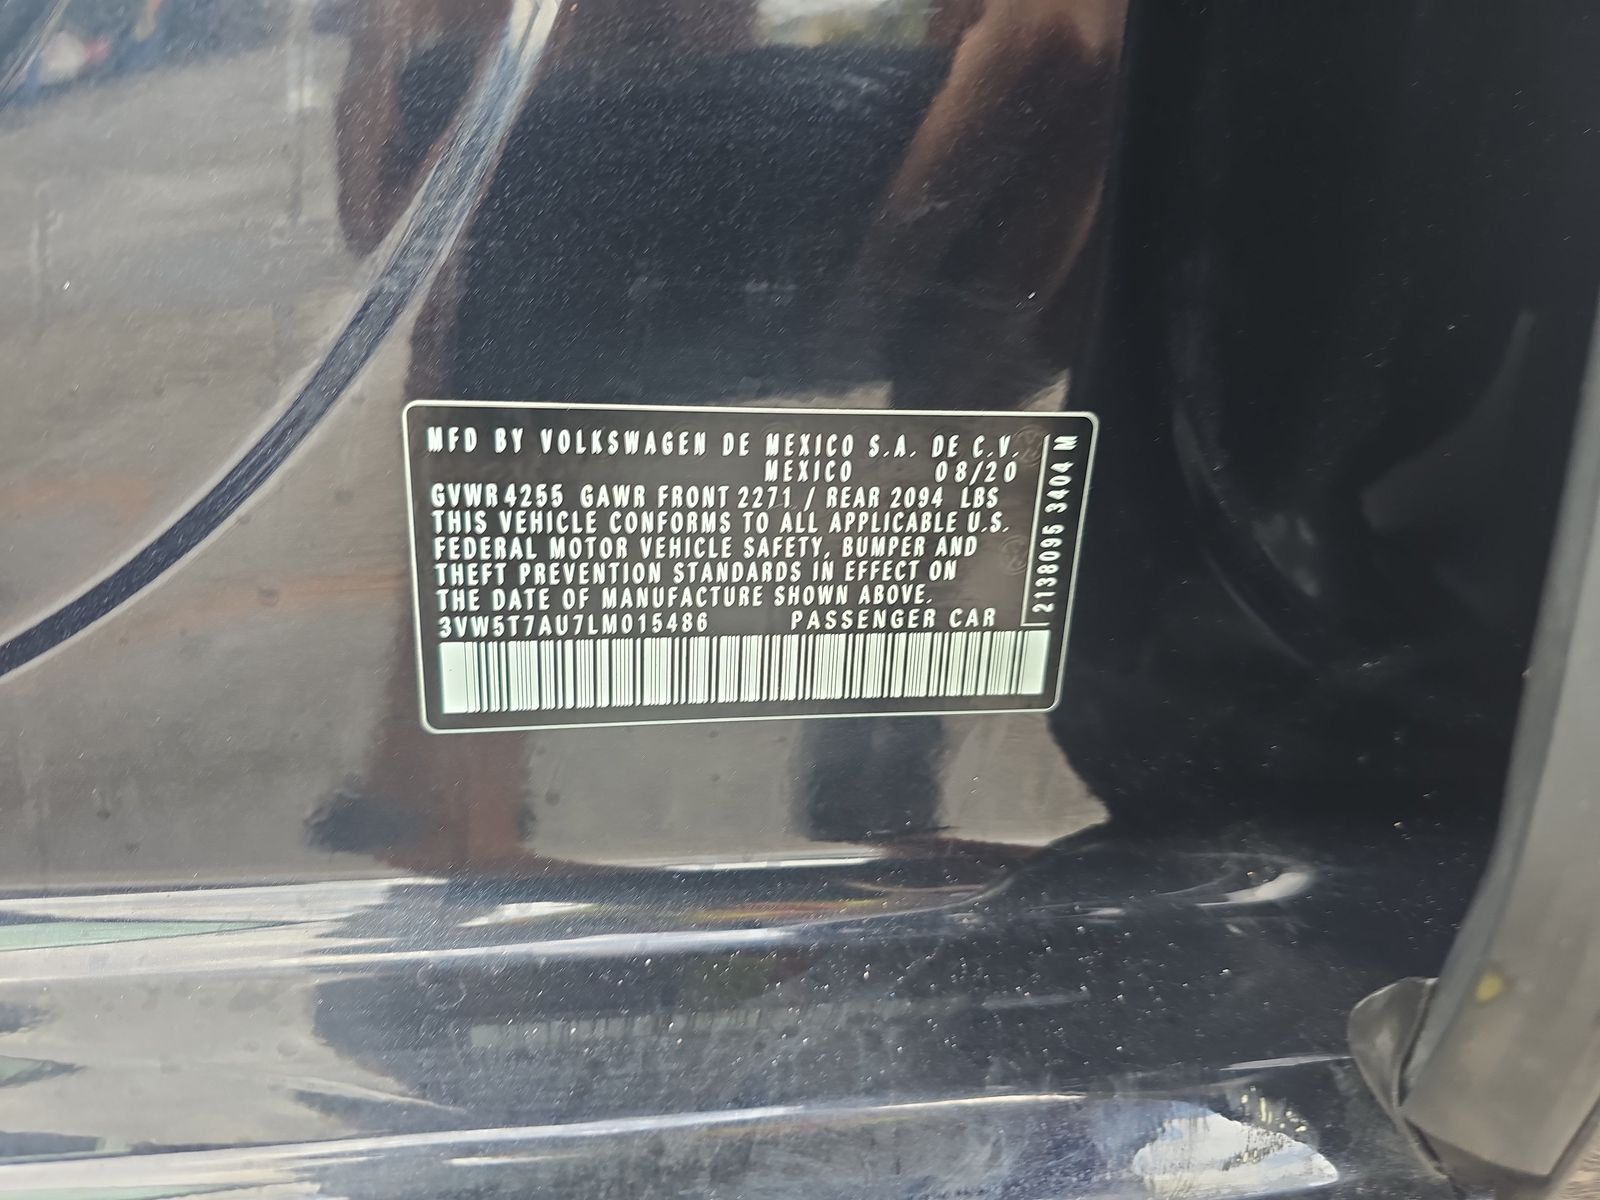 MFD BY VOLKSWAGEN DE MEXICO S.A. DE C.V.
MEXICO 08/20
GVWR 4255 GAWR FRONT 2271 / REAR 2094 LBS
THIS VEHICLE CONFORMS TO ALL APPLICABLE U.S.
FEDERAL MOTOR VEHICLE SAFETY, BUMPER AND
THEFT PREVENTION STANDARDS IN EFFECT ON
THE DATE OF MANUFACTURE SHOWN ABOVE.
3VW5T7AU7LM015486 PASSENGER CAR
2138095 3404 M